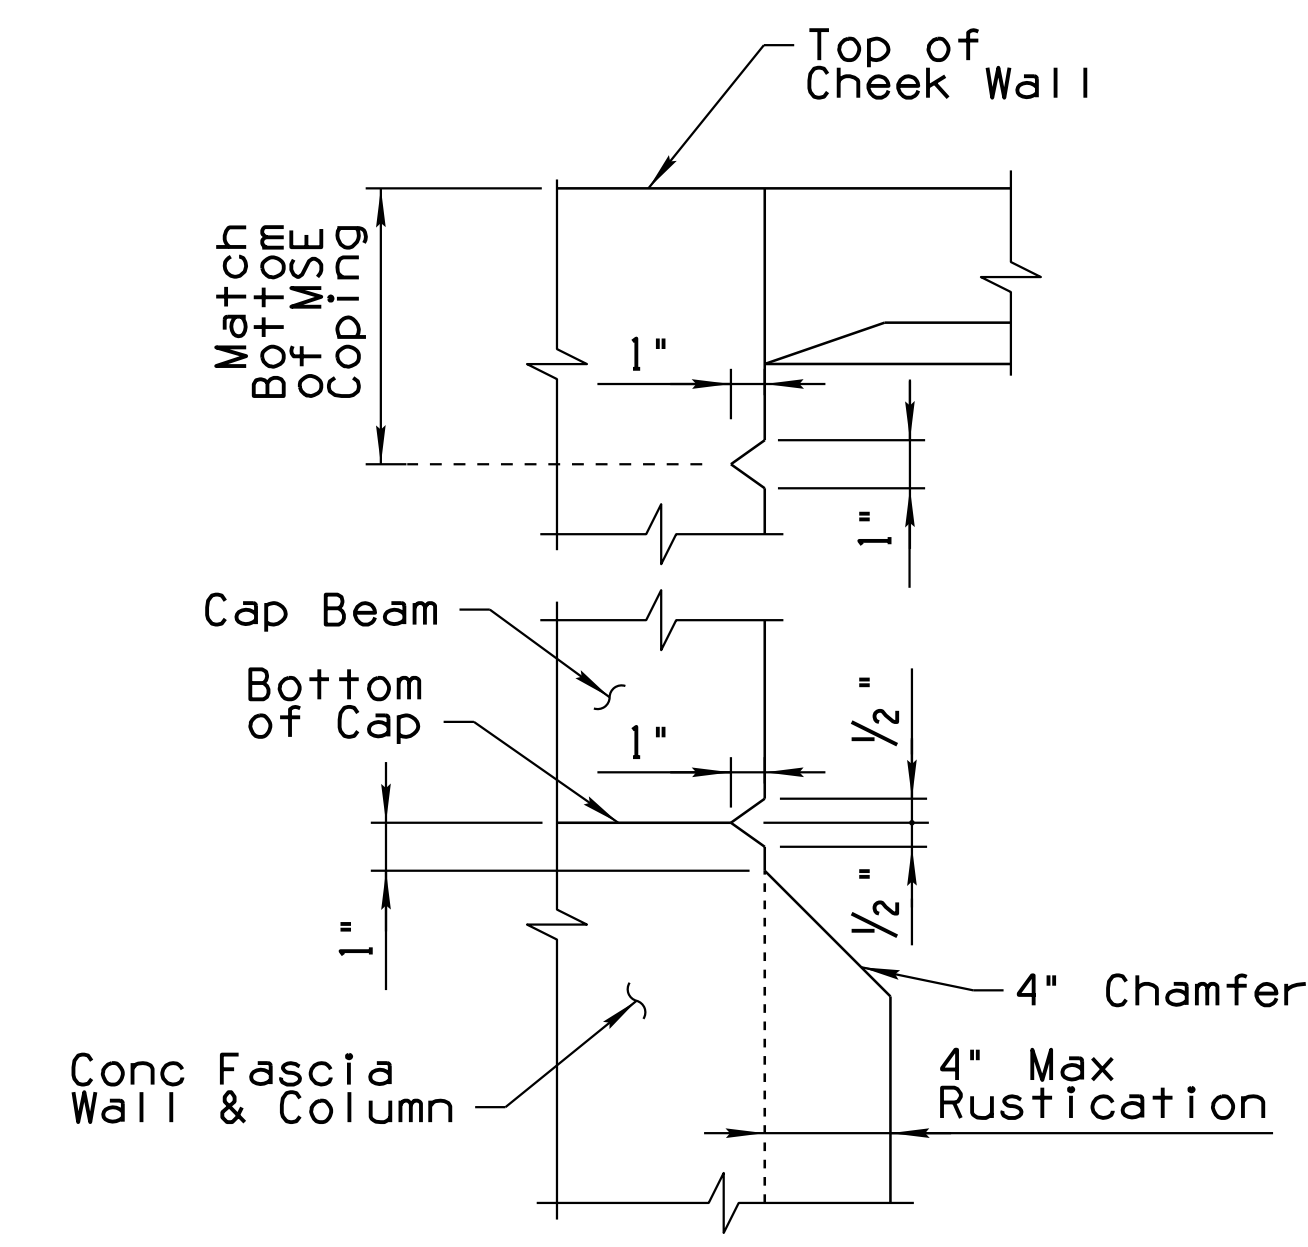 Top of
Cheek Wall
Match
Bottom
of MSE
Coping
1"
1"
Cap Beam
Bottom
of Cap
1"
½"
½"
1"
4" Chamfer
Conc Fascia
Wall & Column
4" Max
Rustication